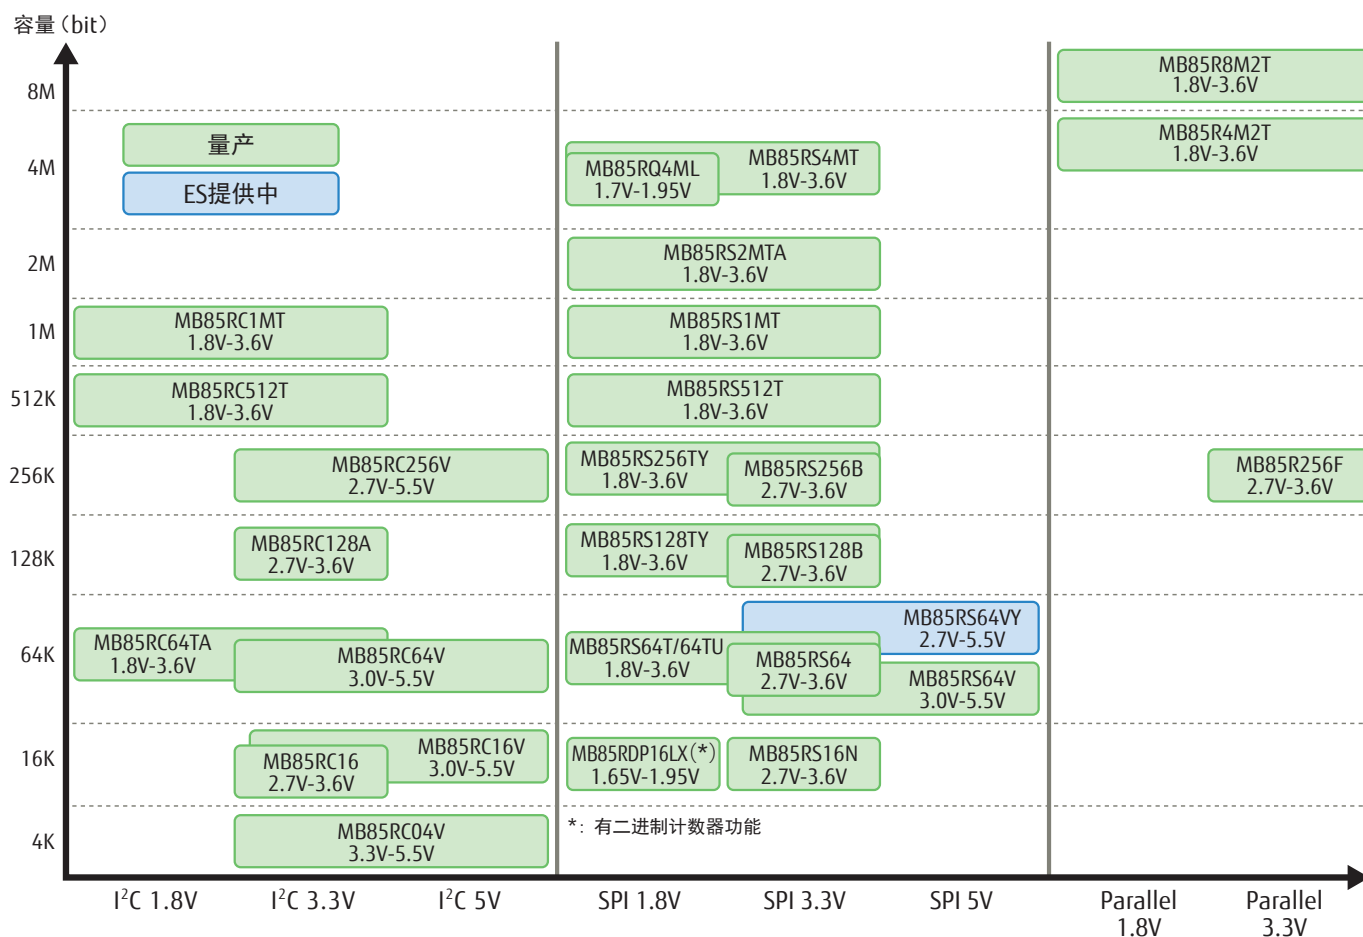 容量（bit）
8M
MB85R8M2T
1.8V-3.6V
量产
ES提供中
4M
MB85RQ4ML
1.7V-1.95V
MB85RS4MT
1.8V-3.6V
MB85R4M2T
1.8V-3.6V
2M
MB85RS2MTA
1.8V-3.6V
1M
MB85RC1MT
1.8V-3.6V
MB85RS1MT
1.8V-3.6V
512K
MB85RC512T
1.8V-3.6V
MB85RS512T
1.8V-3.6V
256K
MB85RC256V
2.7V-5.5V
MB85RS256TY
1.8V-3.6V
MB85RS256B
2.7V-3.6V
MB85R256F
2.7V-3.6V
128K
MB85RC128A
2.7V-3.6V
MB85RS128TY
1.8V-3.6V
MB85RS128B
2.7V-3.6V
64K
MB85RC64TA
1.8V-3.6V
MB85RC64V
3.0V-5.5V
MB85RS64T/64TU
1.8V-3.6V
MB85RS64
2.7V-3.6V
MB85RS64VY
2.7V-5.5V
MB85RS64V
3.0V-5.5V
16K
MB85RC16
2.7V-3.6V
MB85RC16V
3.0V-5.5V
MB85RDP16LX(*)
1.65V-1.95V
MB85RS16N
2.7V-3.6V
4K
MB85RC04V
3.3V-5.5V
*：有二进制计数器功能
I²C 1.8V
I²C 3.3V
I²C 5V
SPI 1.8V
SPI 3.3V
SPI 5V
Parallel
1.8V
Parallel
3.3V